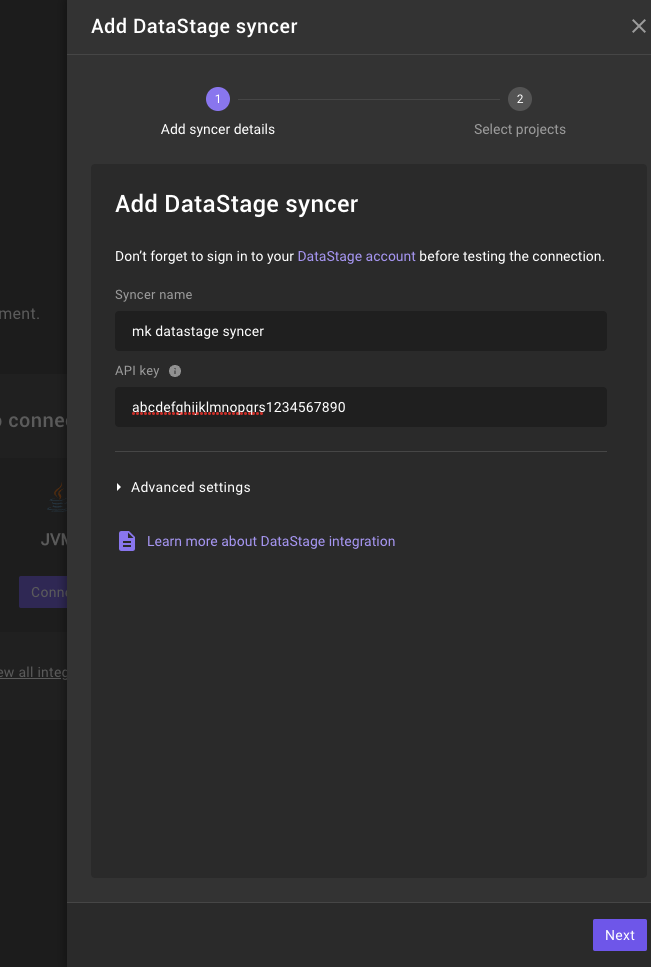 Add DataStage syncer
1
2
Add syncer details
Select projects
Add DataStage syncer
Don't forget to sign in to your DataStage account before testing the connection.
Syncer name
ment.
mk datastage syncer
API key
abcdefghijklmnopqrs1234567890
o connec
Advanced settings
JVM
Learn more about DataStage integration
Conne
ew all integ
Next